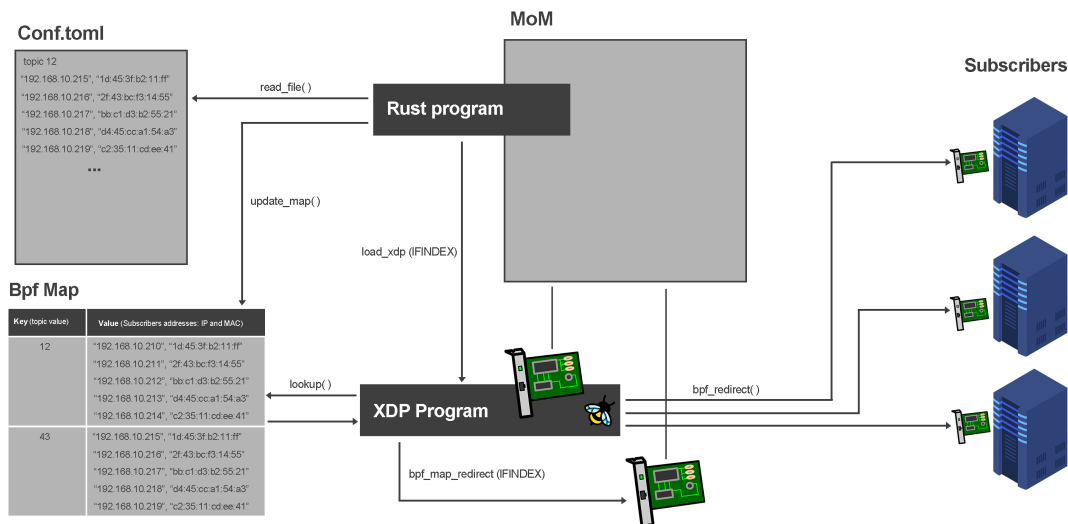 MoM
Conf.toml
topic 12
"192.168.10.215", "1d:45:3f:b2:11:ff"
"192.168.10.216", "2f:43:bc:f3:14:55"
"192.168.10.217", "bb:c1:d3:b2:55:21"
"192.168.10.218", "d4:45:cc:a1:54:a3"
"192.168.10.219", "c2:35:11:cd:ee:41"
...
read_file( )
Rust program
Subscribers
update_map( )
load_xdp (IFINDEX)
Bpf Map
Key (topic value) Value (Subscribers addresses: IP and MAC)
12 "192.168.10.210", "1d:45:3f:b2:11:ff"
"192.168.10.211", "2f:43:bc:f3:14:55"
"192.168.10.212", "bb:c1:d3:b2:55:21"
"192.168.10.213", "d4:45:cc:a1:54:a3"
"192.168.10.214", "c2:35:11:cd:ee:41"
43 "192.168.10.215", "1d:45:3f:b2:11:ff"
"192.168.10.216", "2f:43:bc:f3:14:55"
"192.168.10.217", "bb:c1:d3:b2:55:21"
"192.168.10.218", "d4:45:cc:a1:54:a3"
"192.168.10.219", "c2:35:11:cd:ee:41"
lookup( )
XDP Program
bpf_redirect( )
bpf_map_redirect (IFINDEX)